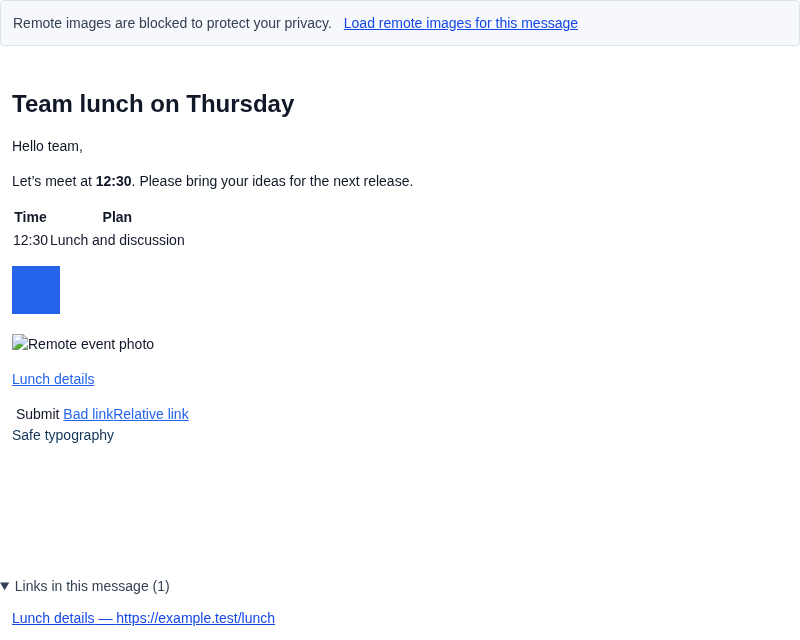 Remote images are blocked to protect your privacy. Load remote images for this message
Team lunch on Thursday
Hello team,
Let’s meet at 12:30. Please bring your ideas for the next release.
Time Plan
12:30 Lunch and discussion
Remote event photo
Lunch details
Submit Bad linkRelative link
Safe typography
Links in this message (1)
Lunch details — https://example.test/lunch